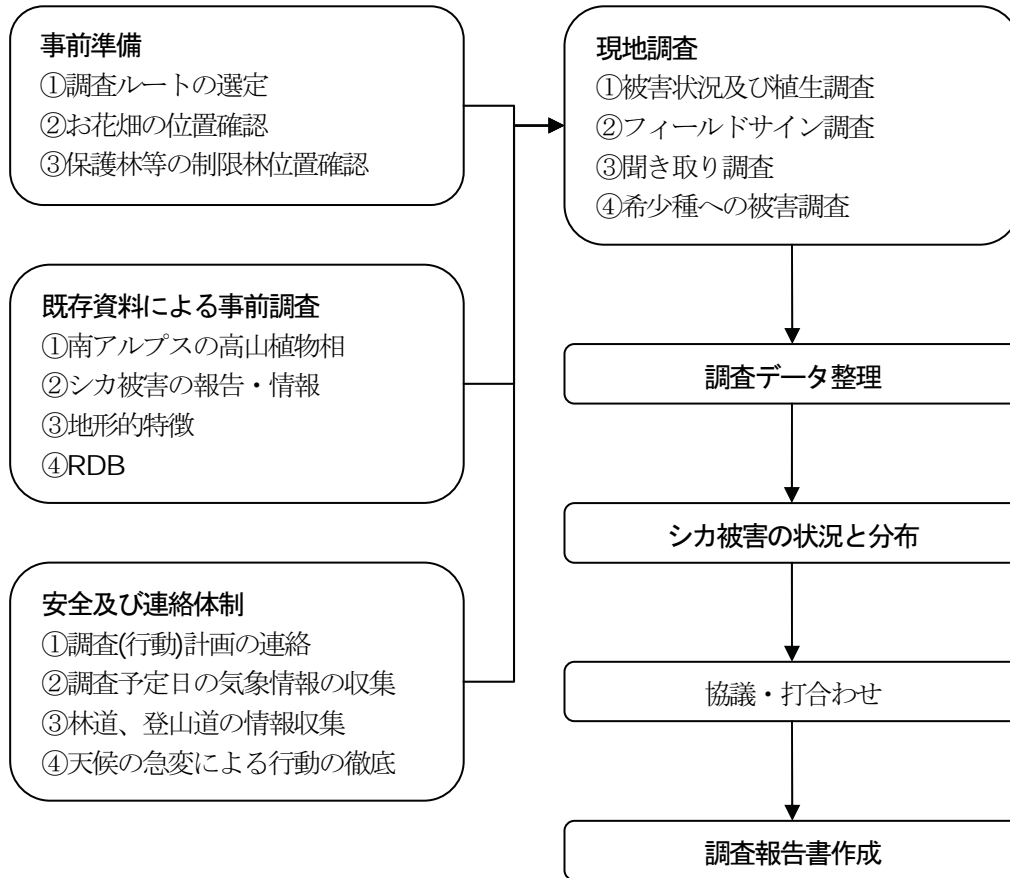 事前準備
①調査ルートの選定
②お花畑の位置確認
③保護林等の制限林位置確認
既存資料による事前調査
①南アルプスの高山植物相
②シカ被害の報告・情報
③地形的特徴
④RDB
安全及び連絡体制
①調査(行動)計画の連絡
②調査予定日の気象情報の収集
③林道、登山道の情報収集
④天候の急変による行動の徹底
現地調査
①被害状況及び植生調査
②フィールドサイン調査
③聞き取り調査
④希少種への被害調査
調査データ整理
シカ被害の状況と分布
協議・打合わせ
調査報告書作成